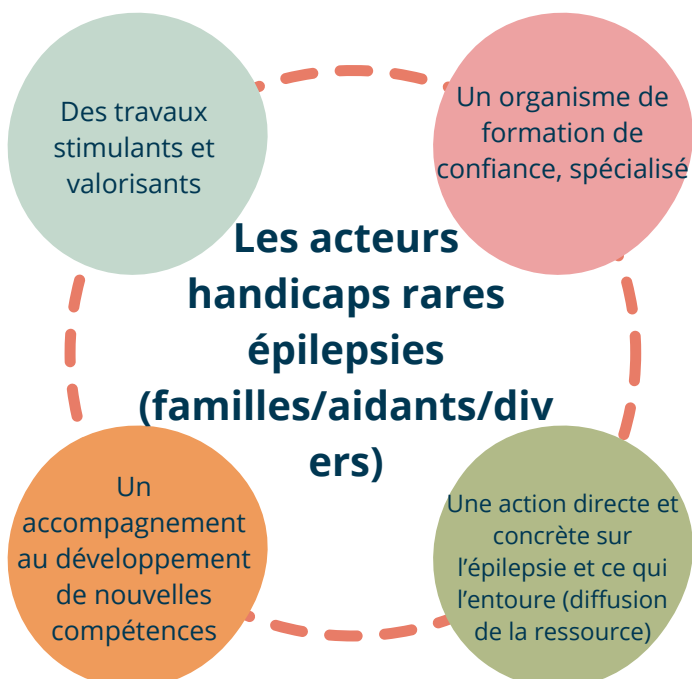 Des travaux
stimulants et
valorisants
Un organisme de
formation de
confiance, spécialisé
Les acteurs
handicaps rares
épilepsies
(familles/aidants/div
ers)
Un
accompagnement
au développement
de nouvelles
compétences
Une action directe et
concrète sur
l’épilepsie et ce qui
l’entoure (diffusion
de la ressource)